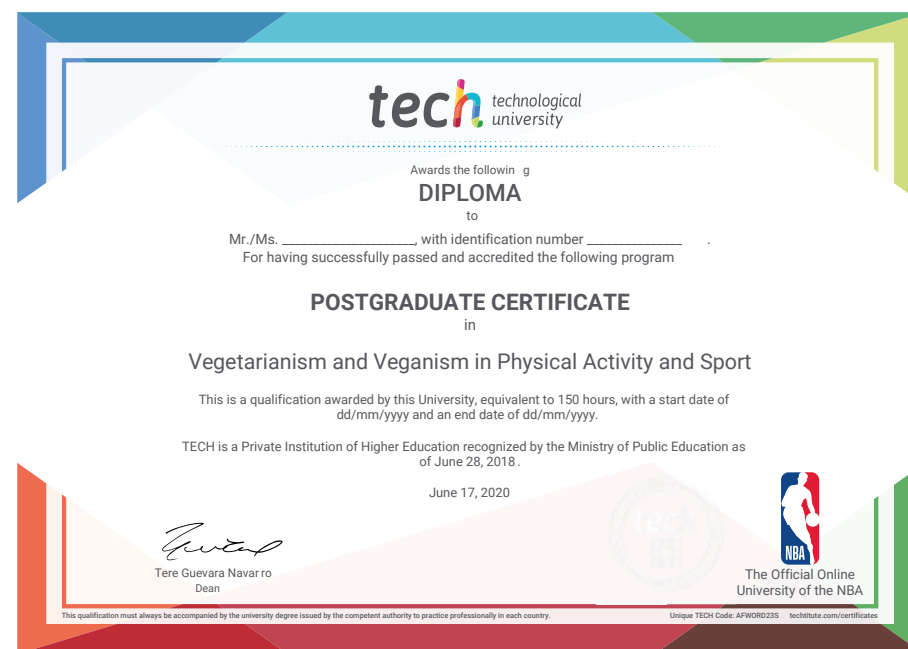 tech technological
university
Awards the followin g
DIPLOMA
to
Mr./Ms. ____________________, with identification number ______________ .
For having successfully passed and accredited the following program
POSTGRADUATE CERTIFICATE
in
Vegetarianism and Veganism in Physical Activity and Sport
This is a qualification awarded by this University, equivalent to 150 hours, with a start date of
dd/mm/yyyy and an end date of dd/mm/yyyy.
TECH is a Private Institution of Higher Education recognized by the Ministry of Public Education as
of June 28, 2018 .
June 17, 2020
tech
Tere Guevara Navar ro
Dean
NBA
The Official Online
University of the NBA
This qualification must always be accompanied by the university degree issued by the competent authority to practice professionally in each country.
Unique TECH Code: AFWORD23S techtitute.com/certificates